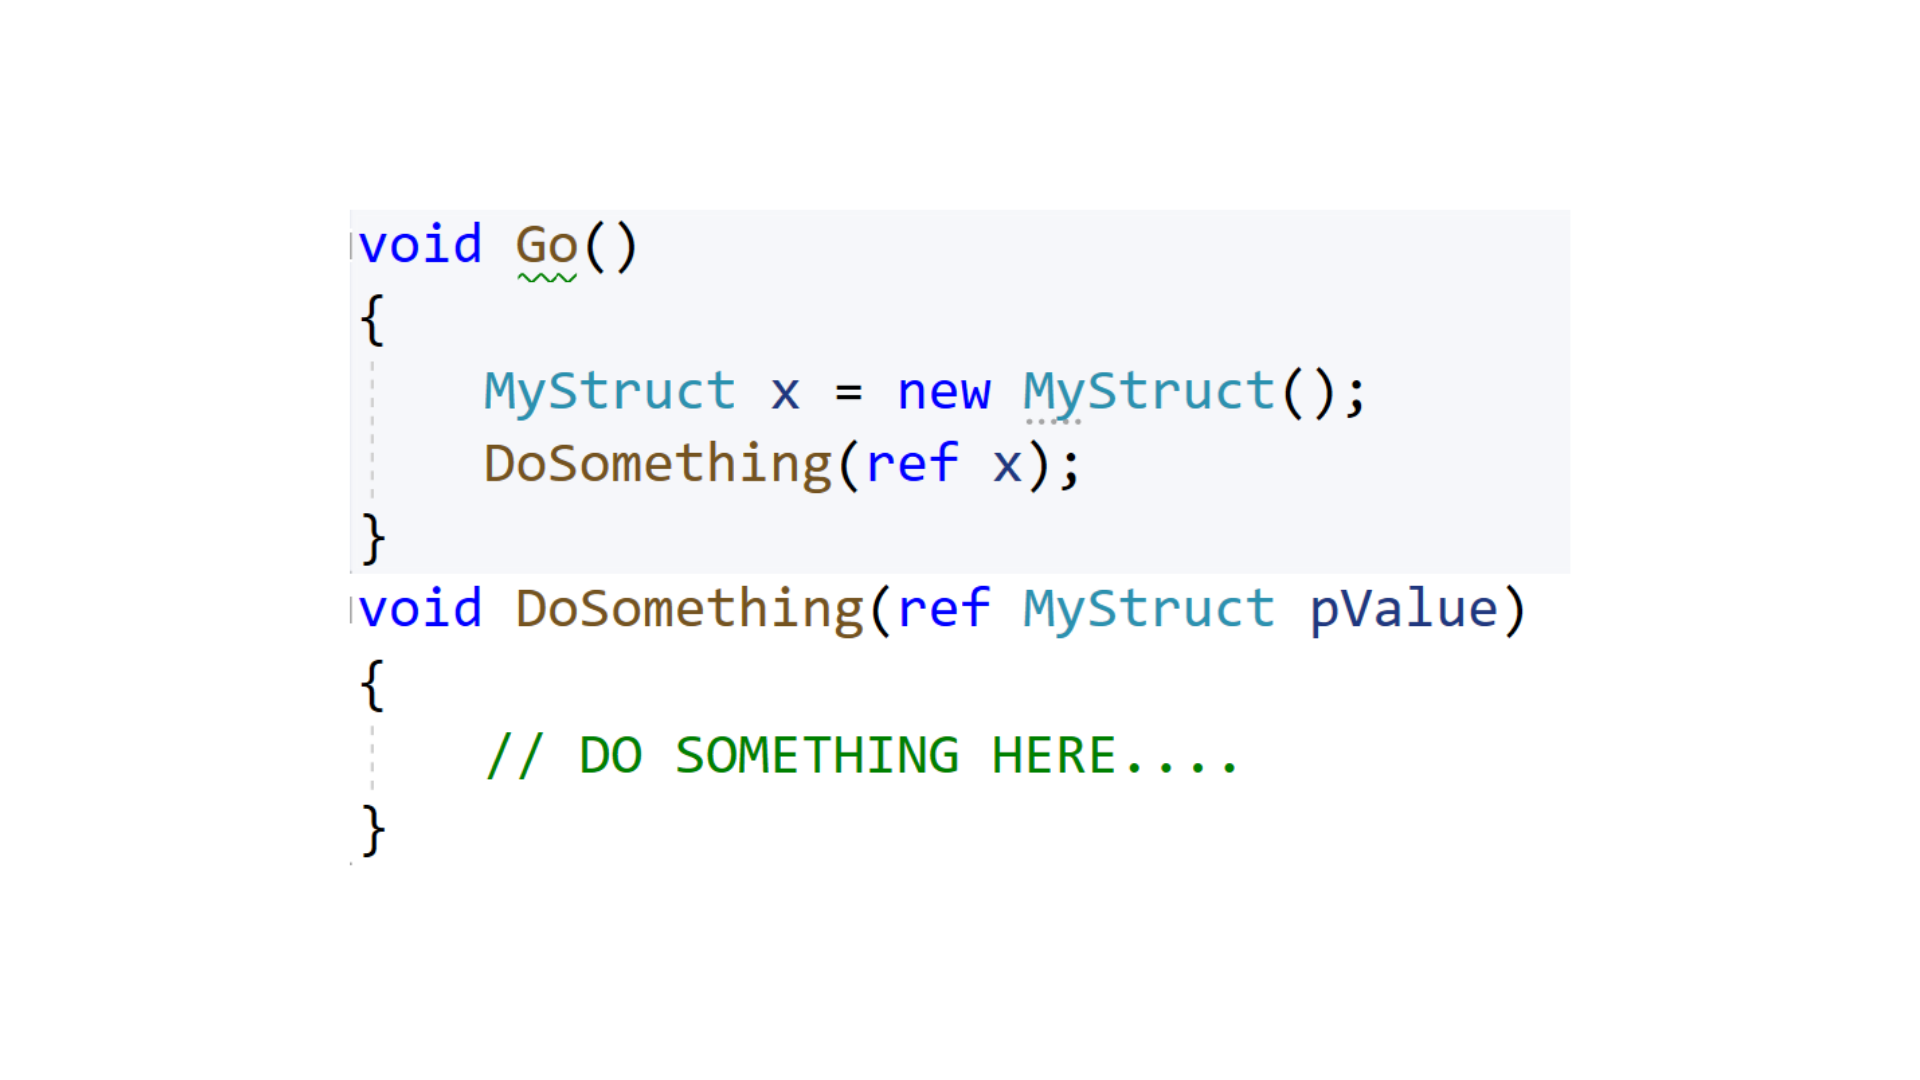 void Go()
{
    MyStruct x = new MyStruct();
    DoSomething(ref x);
}
void DoSomething(ref MyStruct pValue)
{
    // DO SOMETHING HERE....
}